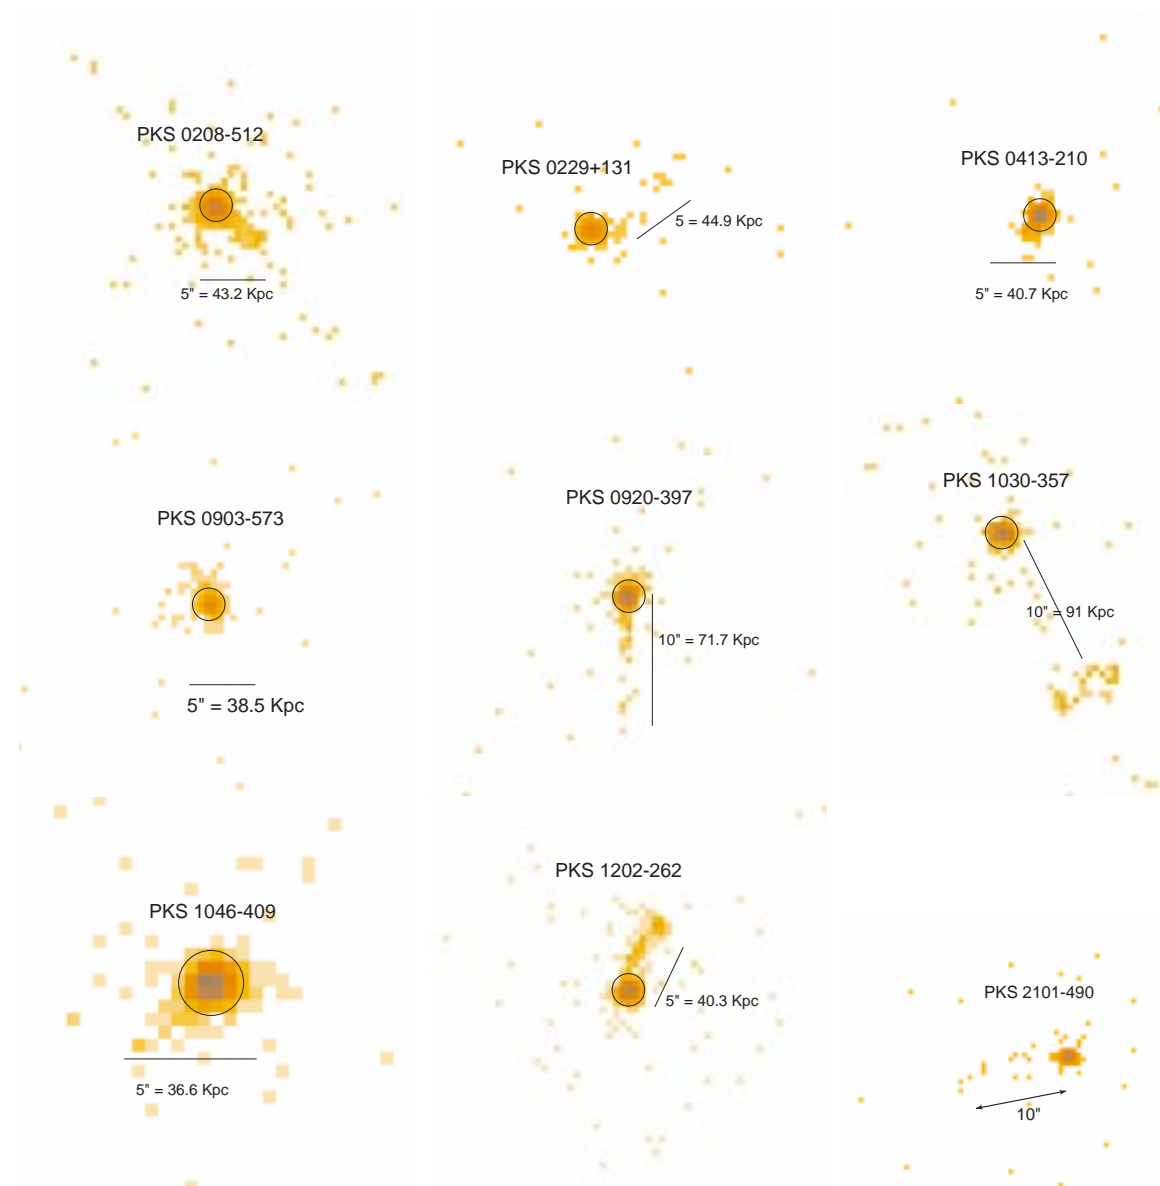 PKS 0208-512
5" = 43.2 Kpc
PKS 0229+131
5 = 44.9 Kpc
PKS 0413-210
5" = 40.7 Kpc
PKS 0903-573
5" = 38.5 Kpc
PKS 0920-397
10" = 71.7 Kpc
PKS 1030-357
10" = 91 Kpc
PKS 1046-409
5" = 36.6 Kpc
PKS 1202-262
5" = 40.3 Kpc
PKS 2101-490
10"